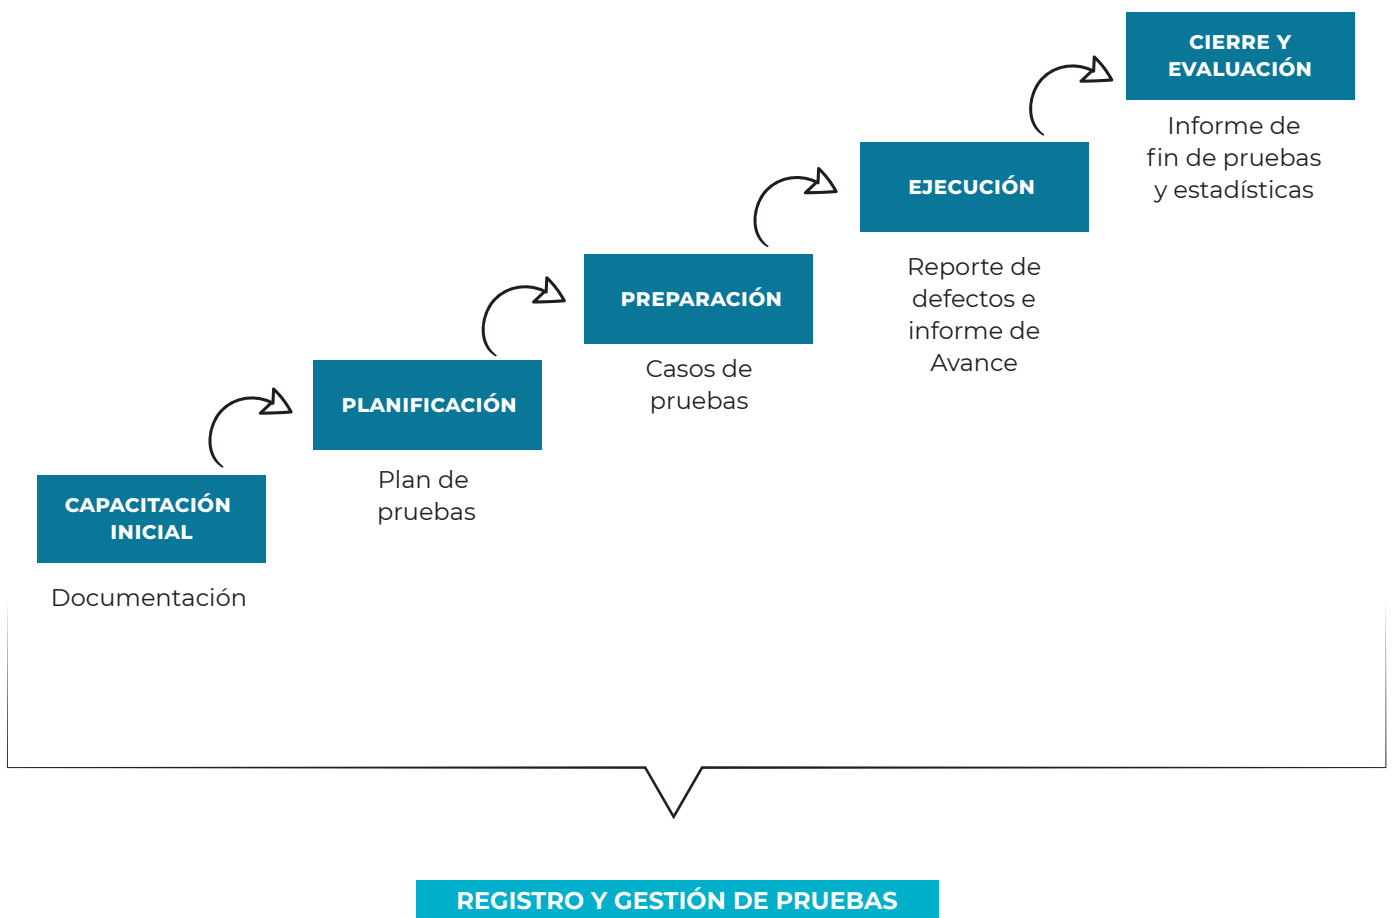 CAPACITACIÓN
INICIAL
Documentación
PLANIFICACIÓN
Plan de
pruebas
PREPARACIÓN
Casos de
pruebas
EJECUCIÓN
Reporte de
defectos e
informe de
Avance
CIERRE Y
EVALUACIÓN
Informe de
fin de pruebas
y estadísticas
REGISTRO Y GESTIÓN DE PRUEBAS